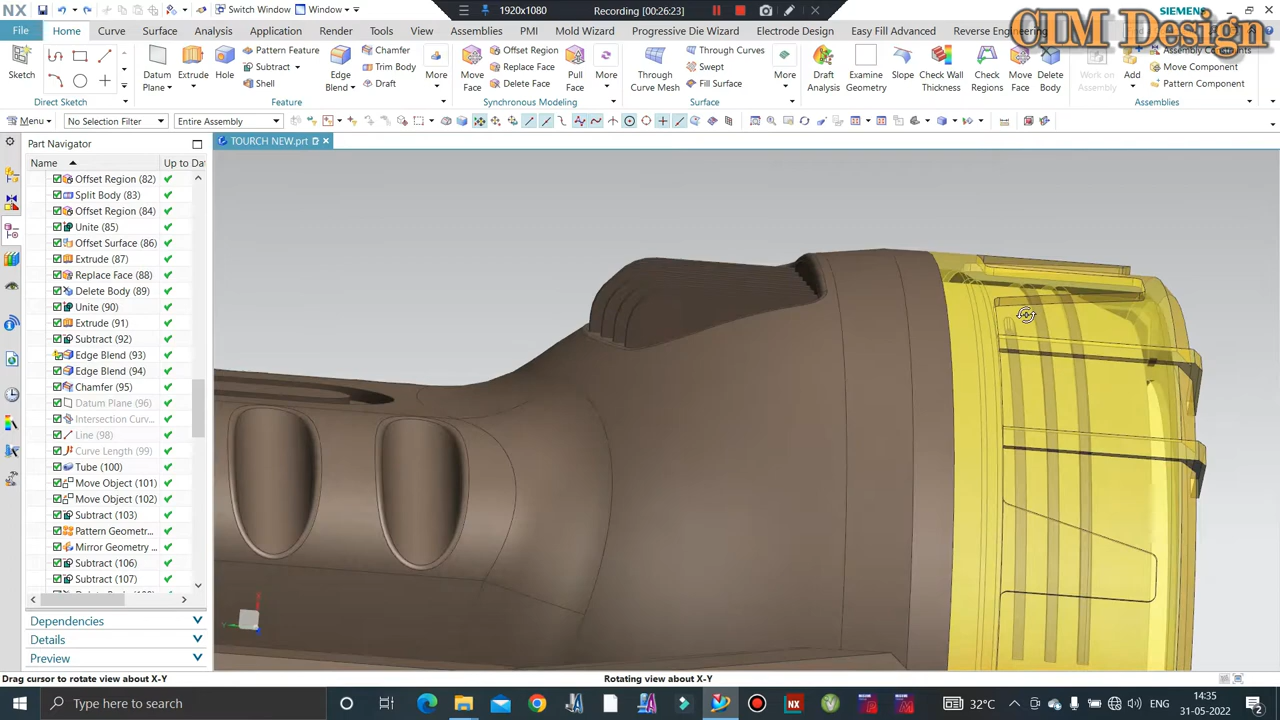 NX Switch Window Window Recording [00:26:23] SIEMENS
1920x1080
CIM Design
File Home Curve Surface Analysis View Render Tools Application Assemblies PMI Mold Wizard Progressive Die Wizard Electrode Design Easy Fill Advanced Reverse Engineering
Sketch
Direct Sketch
Datum Plane Extrude Hole
Pattern Feature
Subtract
Shell
Edge Blend
Chamfer
Trim Body
Draft
More
Feature
Move Face
Offset Region
Replace Face
Delete Face
Pull Face
More
Synchronous Modeling
Through Curve Mesh
Through Curves
Swept
Fill Surface
More
Surface
Draft Analysis
Examine Geometry
Slope
Check Wall Thickness
Check Regions
Move Face
Delete Body
Work on Assembly
Add
Assembly Constraints
Move Component
Pattern Component
Assemblies
Menu No Selection Filter Entire Assembly
Part Navigator
TOURCH NEW.prt
Name Up to Dat
Offset Region (82)
Split Body (83)
Offset Region (84)
Unite (85)
Offset Surface (86)
Extrude (87)
Replace Face (88)
Delete Body (89)
Unite (90)
Extrude (91)
Subtract (92)
Edge Blend (93)
Edge Blend (94)
Chamfer (95)
Datum Plane (96)
Intersection Curv...
Line (98)
Curve Length (99)
Tube (100)
Move Object (101)
Move Object (102)
Subtract (103)
Pattern Geometr...
Mirror Geometry ...
Subtract (106)
Subtract (107)
Dependencies
Details
Preview
Drag cursor to rotate view about X-Y Rotating view about X-Y
Type here to search
32°C
ENG
14:35
31-05-2022